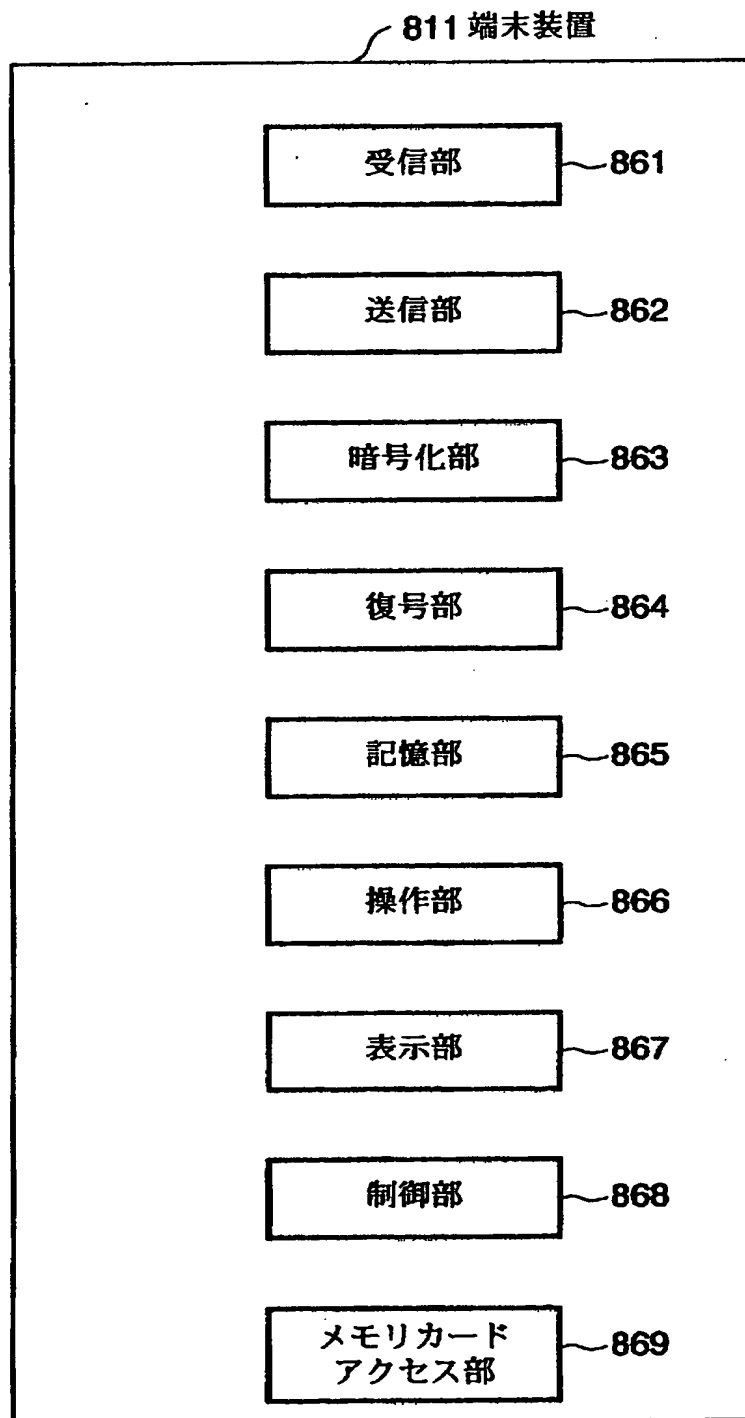 811 端末装置
受信部 861
送信部 862
暗号化部 863
復号部 864
記憶部 865
操作部 866
表示部 867
制御部 868
メモリカード
アクセス部 869